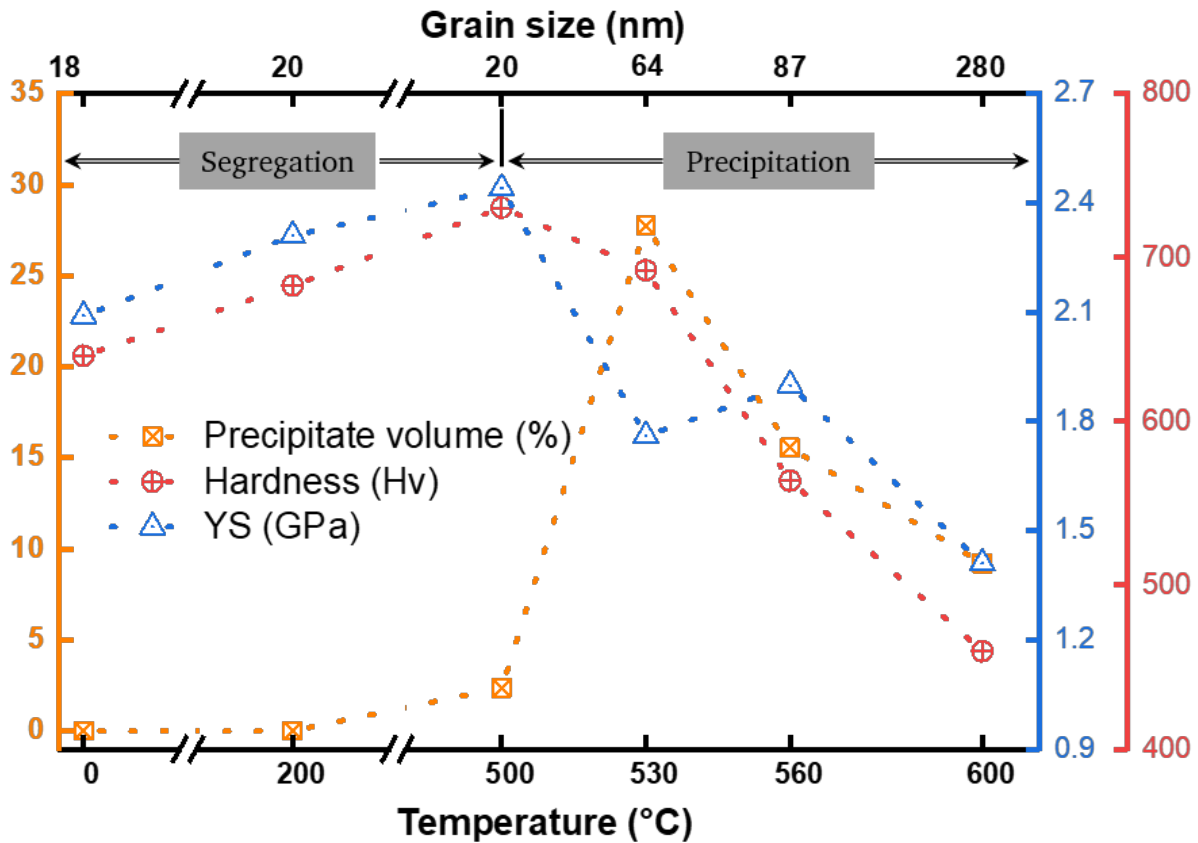 Grain size (nm)
18 20 20 64 87 280
35 2.7 800
Segregation Precipitation
30 2.4 700
25 2.1
20 1.8 600
Precipitate volume (%)
15
Hardness (Hv)
YS (GPa)
10 1.5 500
5 1.2
0
0.9 400
0 200 500 530 560 600
Temperature (°C)